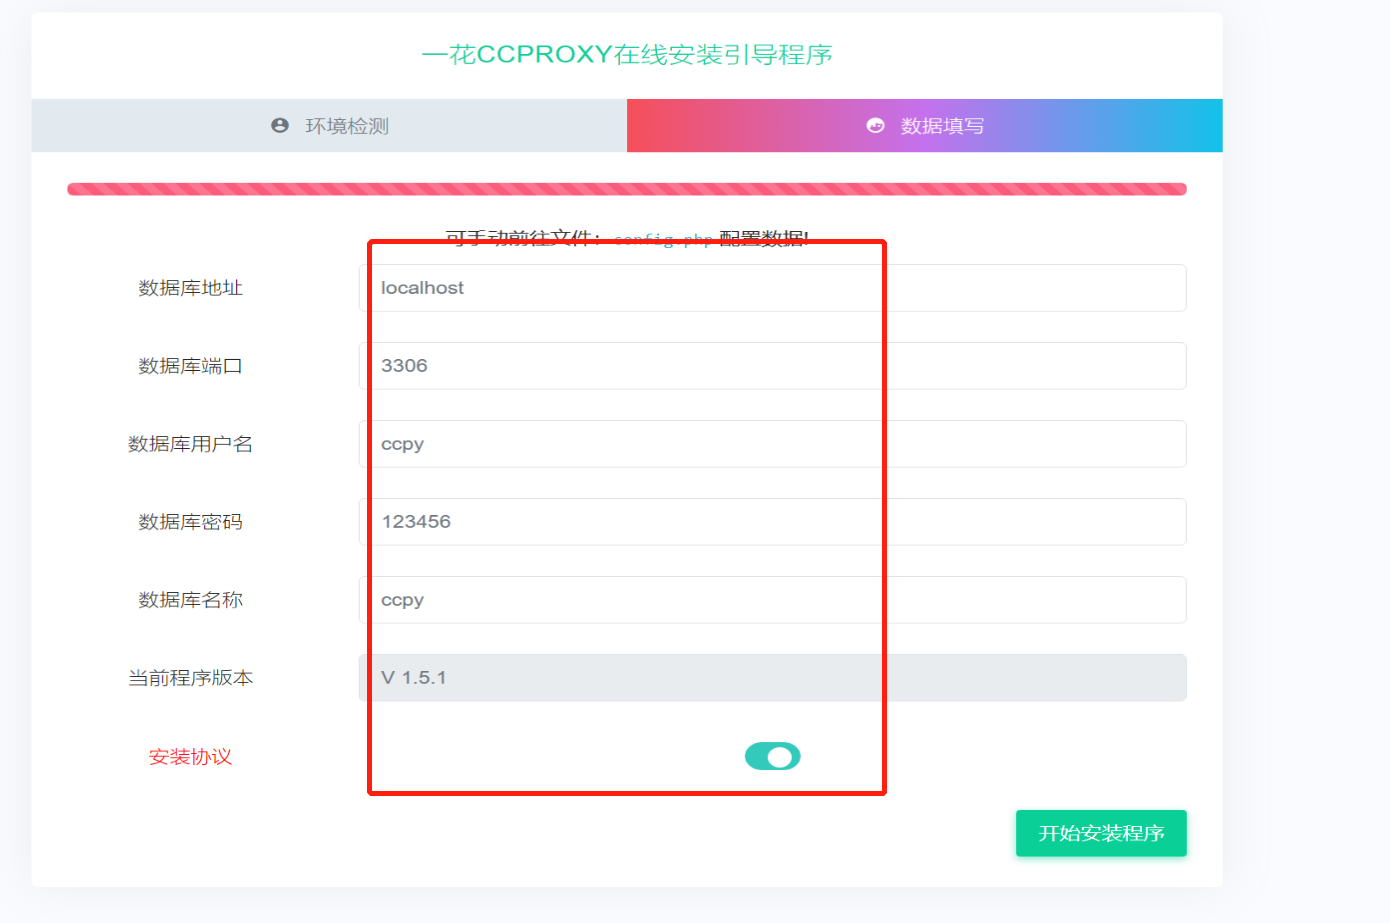 一花CCPROXY在线安装引导程序
环境检测 数据填写
可手动前往文件：config.php 配置数据!
数据库地址 localhost
数据库端口 3306
数据库用户名 ccpy
数据库密码 123456
数据库名称 ccpy
当前程序版本 V 1.5.1
安装协议
开始安装程序